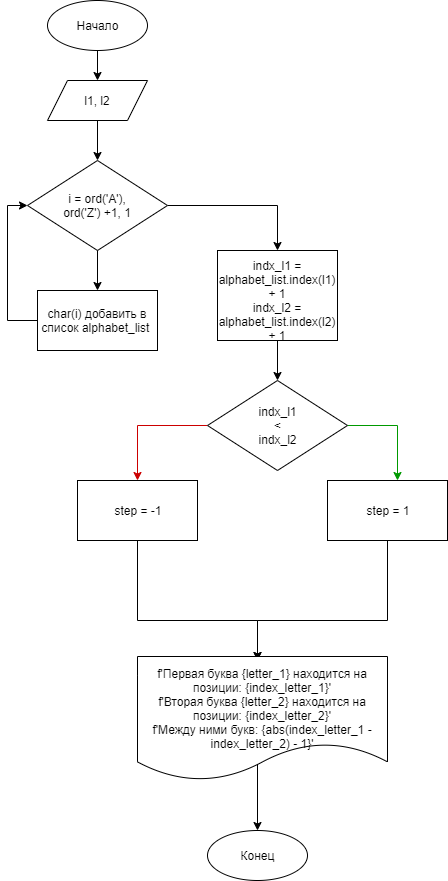 Начало
l1, l2
i = ord('A'),
ord('Z') +1, 1
char(i) добавить в
список alphabet_list
indx_l1 =
alphabet_list.index(l1)
+ 1
indx_l2 =
alphabet_list.index(l2)
+ 1
indx_l1
<
indx_l2
step = -1
step = 1
f'Первая буква {letter_1} находится на
позиции: {index_letter_1}'
f'Вторая буква {letter_2} находится на
позиции: {index_letter_2}'
f'Между ними букв: {abs(index_letter_1 -
index_letter_2) - 1}'
Конец